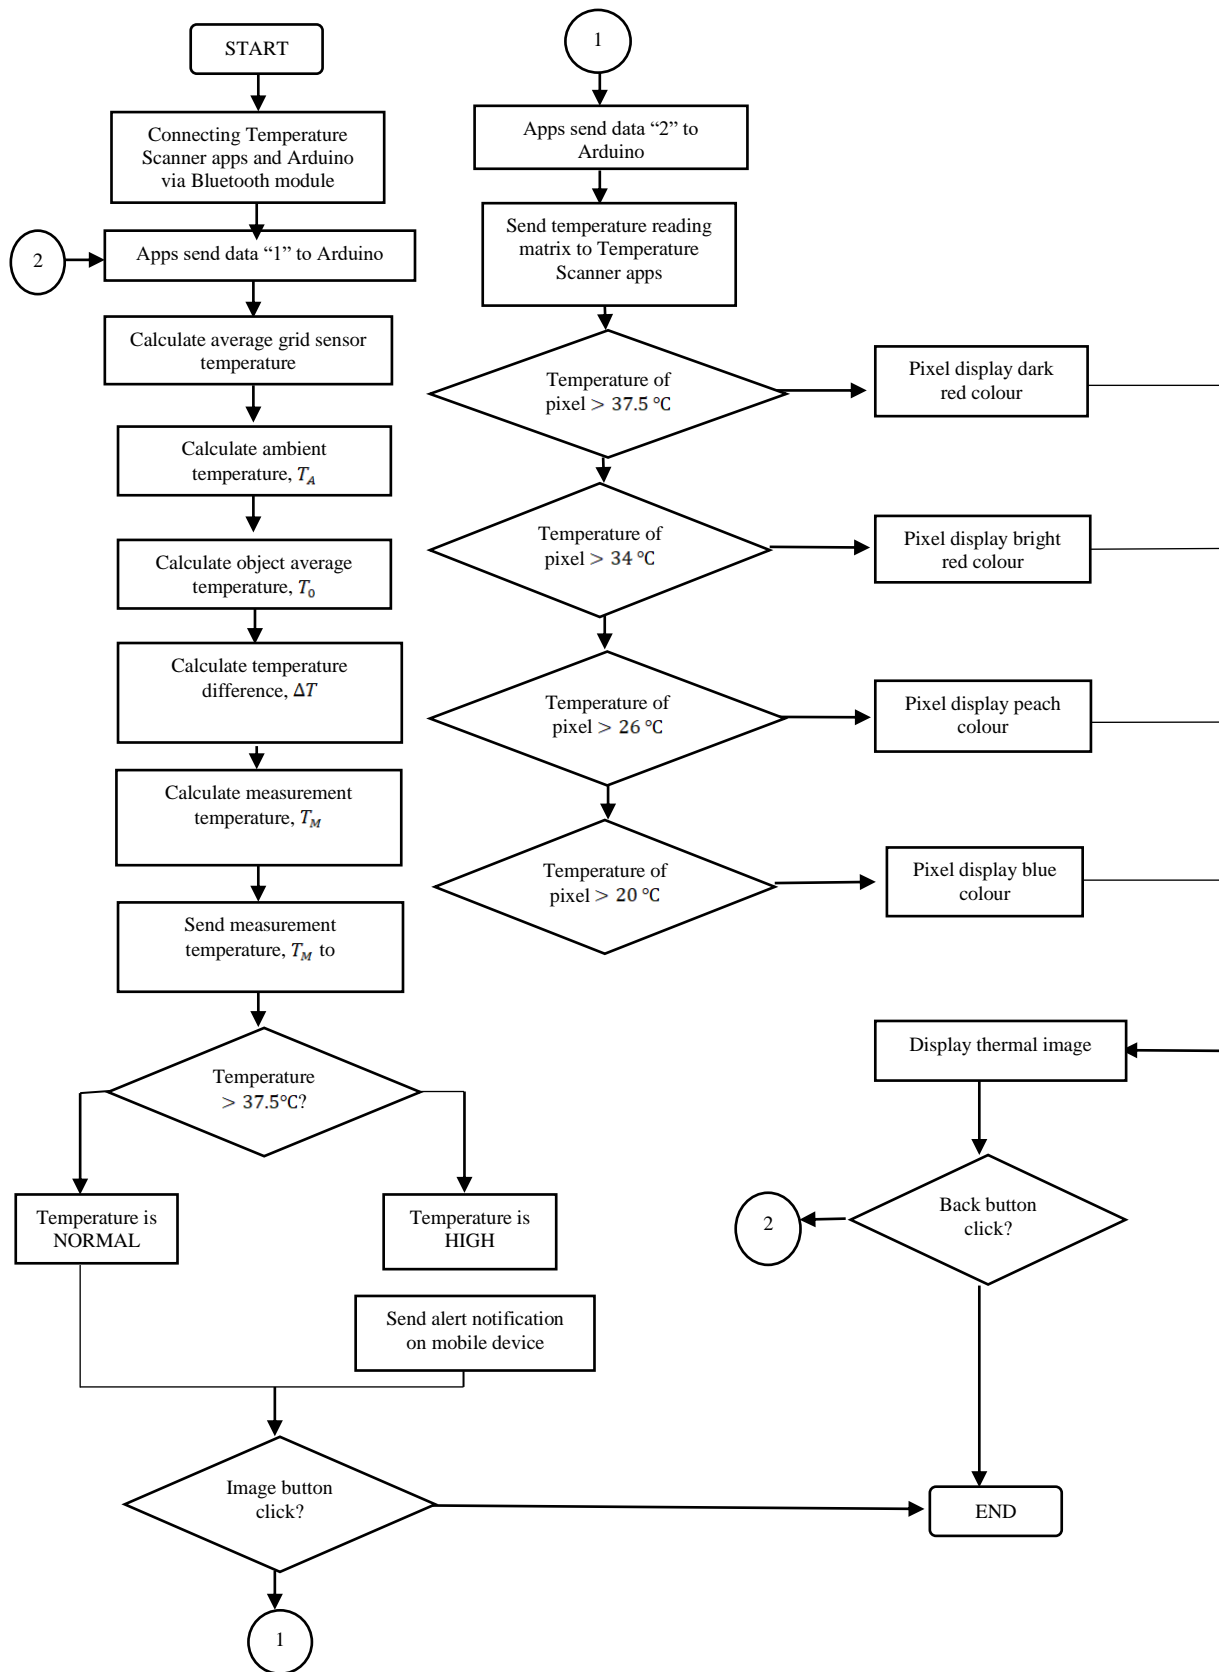 START
Connecting Temperature
Scanner apps and Arduino
via Bluetooth module
2
Apps send data “1” to Arduino
Calculate average grid sensor
temperature
Calculate ambient
temperature, T_A
Calculate object average
temperature, T_0
Calculate temperature
difference, ΔT
Calculate measurement
temperature, T_M
Send measurement
temperature, T_M to
Temperature
> 37.5℃?
Temperature is
NORMAL
Temperature is
HIGH
Send alert notification
on mobile device
Image button
click?
1
1
Apps send data “2” to
Arduino
Send temperature reading
matrix to Temperature
Scanner apps
Temperature of
pixel > 37.5 ℃
Pixel display dark
red colour
Temperature of
pixel > 34 ℃
Pixel display bright
red colour
Temperature of
pixel > 26 ℃
Pixel display peach
colour
Temperature of
pixel > 20 ℃
Pixel display blue
colour
Display thermal image
Back button
click?
2
END